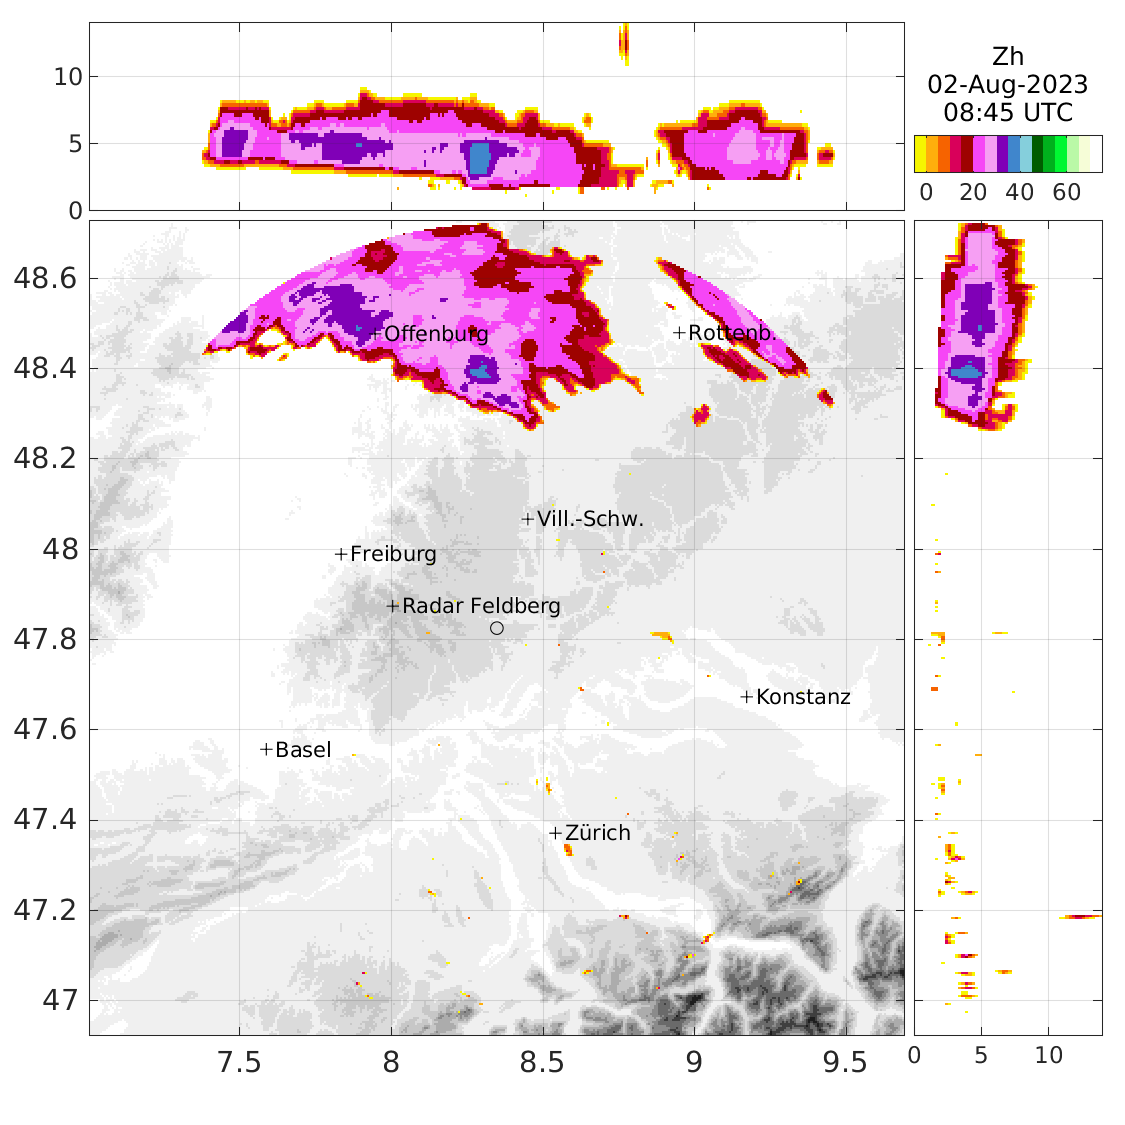 Zh
02-Aug-2023
08:45 UTC
0 20 40 60
10
5
0
48.6
48.4
48.2
48
47.8
47.6
47.4
47.2
47
Offenburg
Rottenb.
Vill.-Schw.
Freiburg
Radar Feldberg
Konstanz
Basel
Zürich
7.5 8 8.5 9 9.5
0 5 10